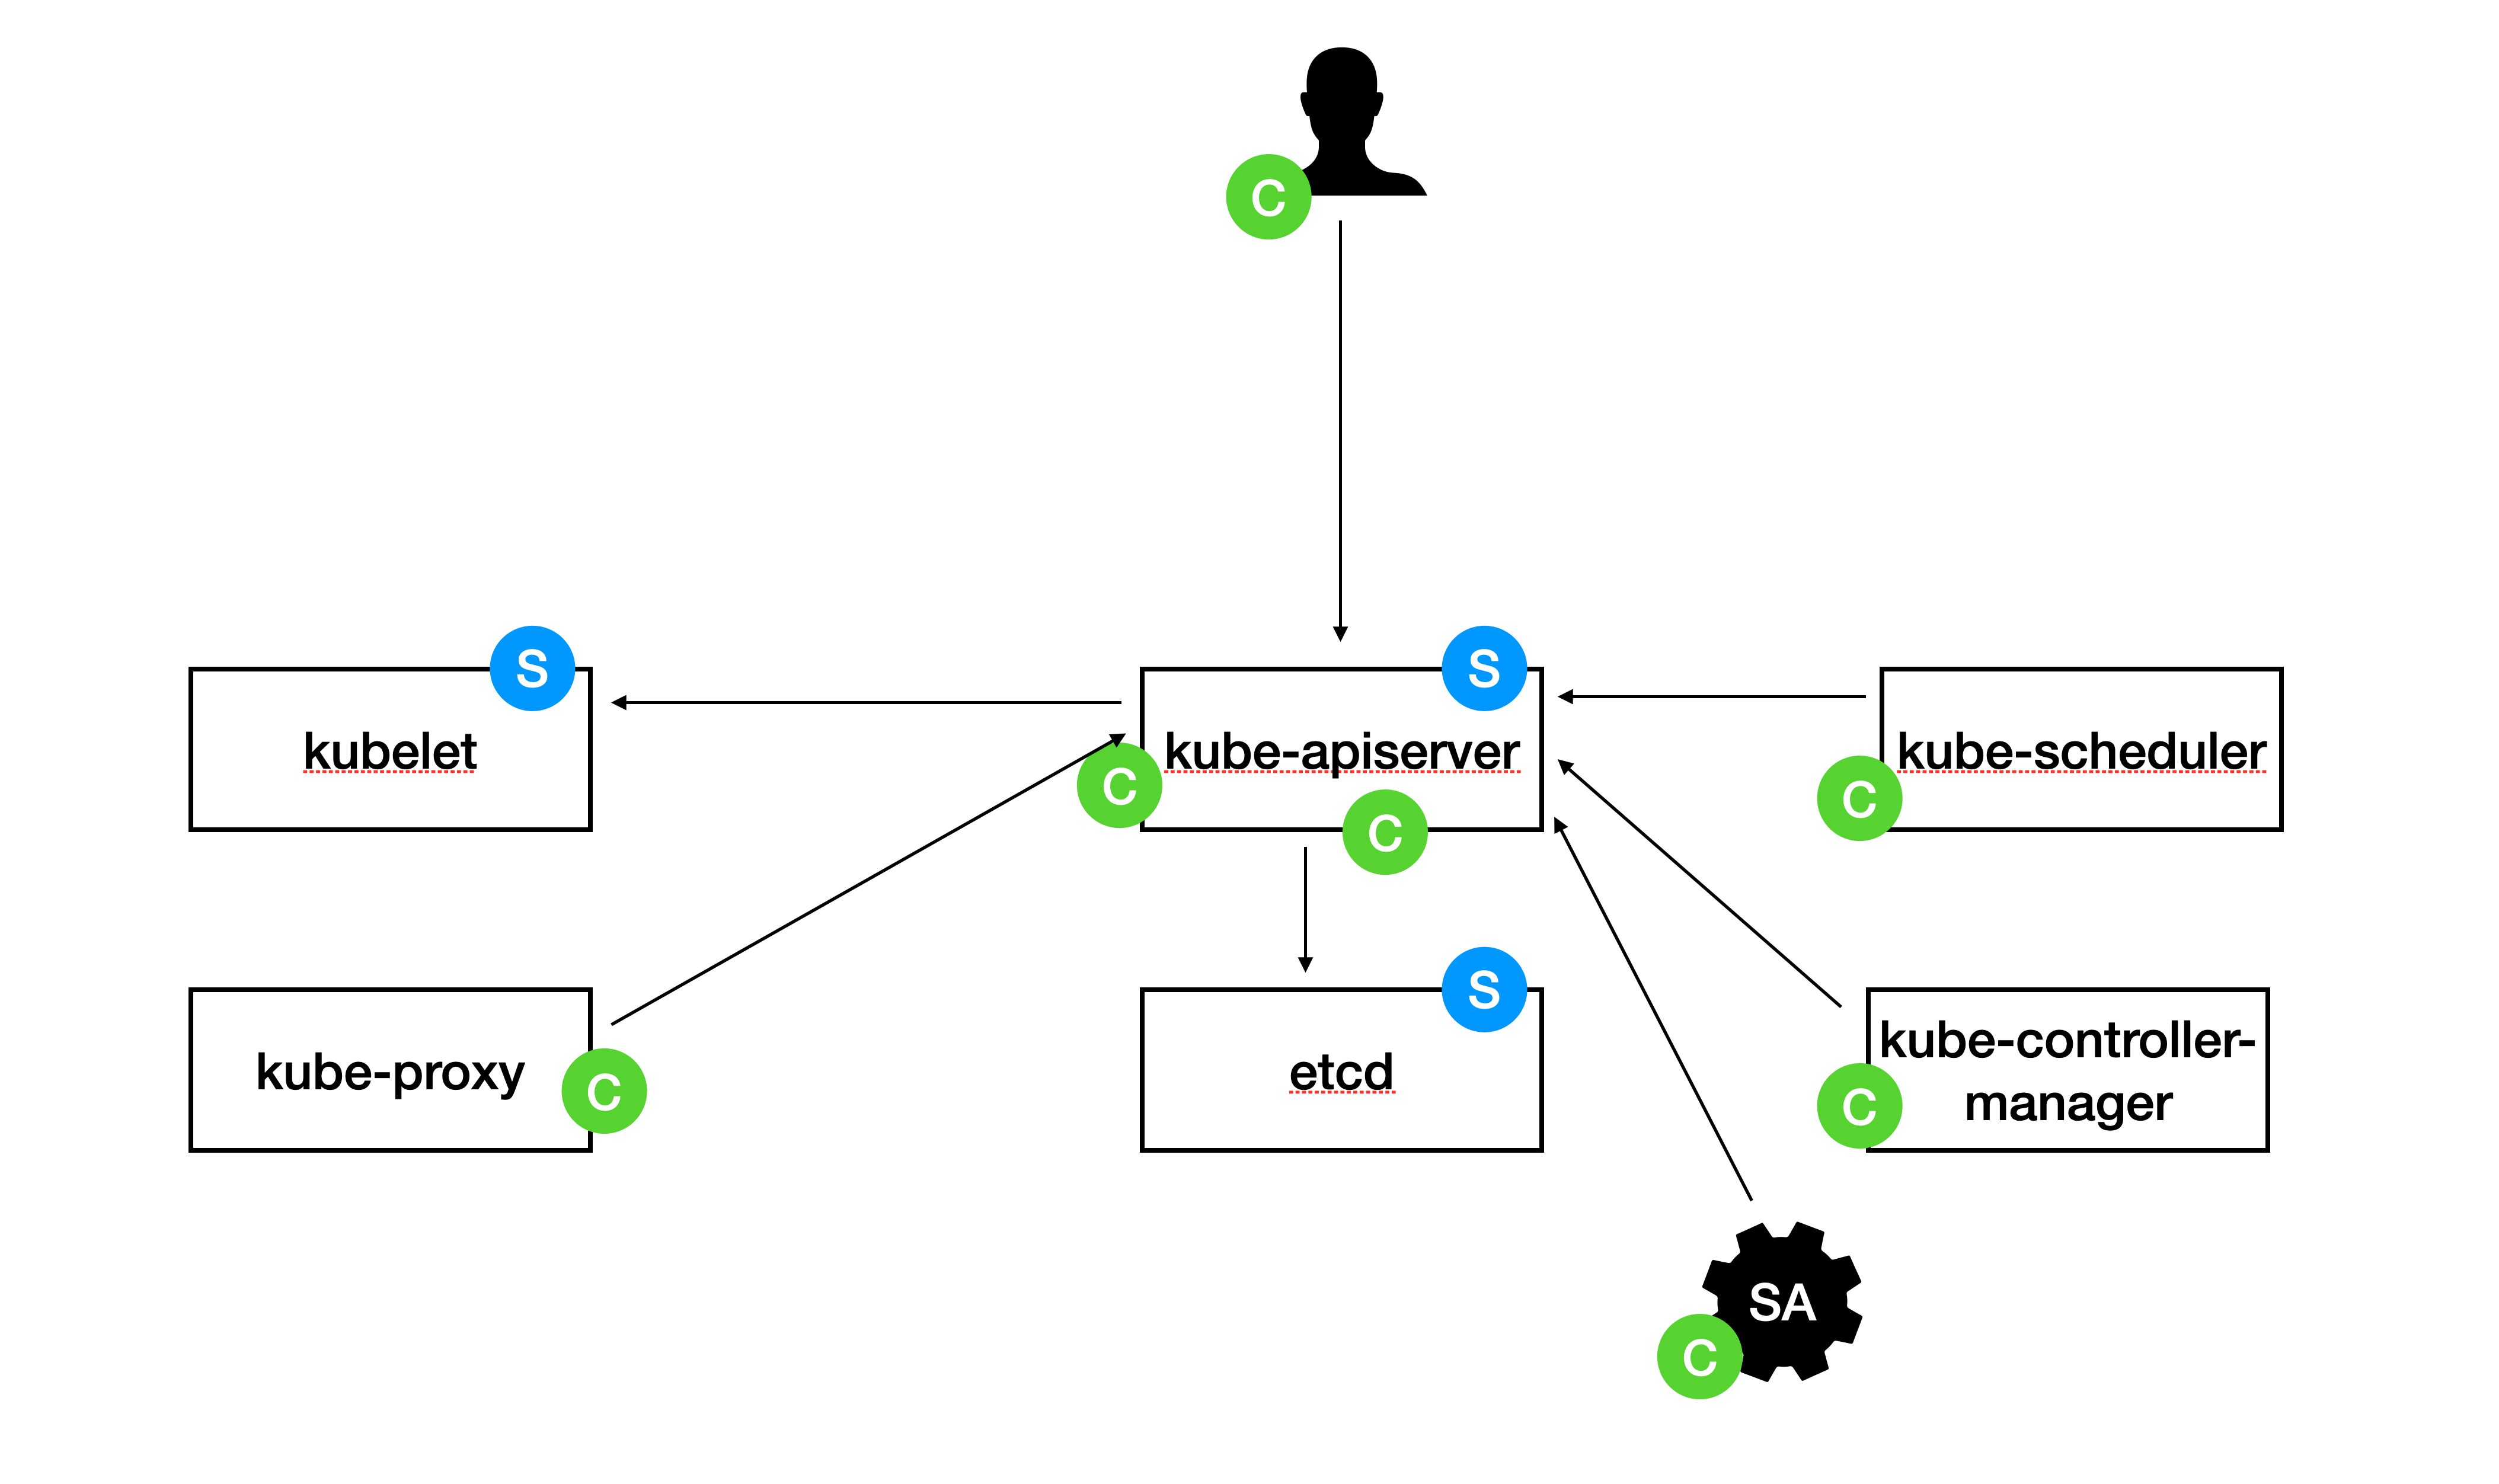 C
S
S
kubelet
kube-apiserver
kube-scheduler
C
C
C
S
kube-proxy
C
etcd
kube-controller-
manager
C
SA
C